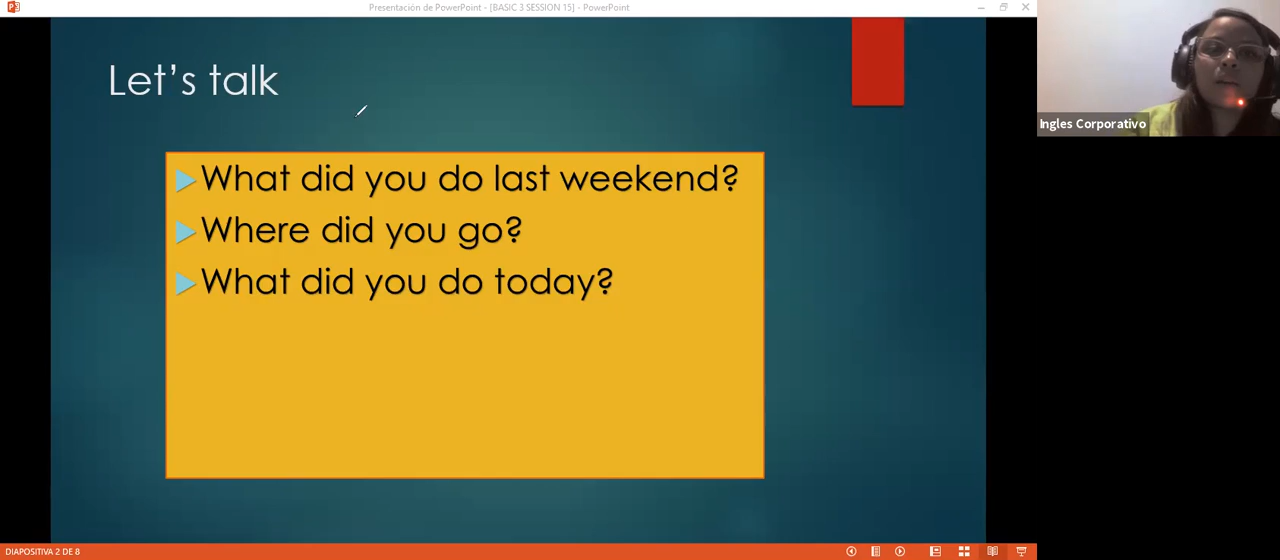 Presentación de PowerPoint - [BASIC 3 SESSION 15] - PowerPoint
Let's talk
What did you do last weekend?
Where did you go?
What did you do today?
Ingles Corporativo
DIAPOSITIVA 2 DE 8